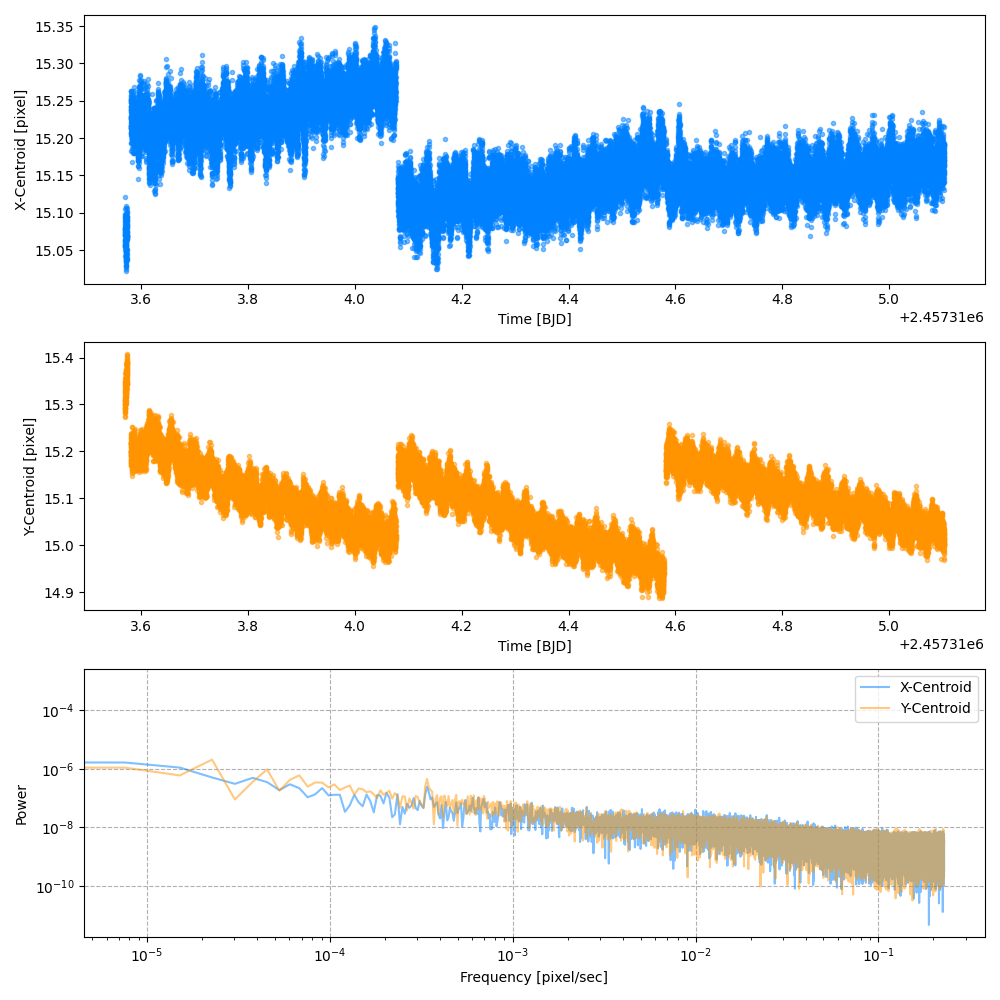 15.35
15.30
15.25
15.20
15.15
15.10
15.05
X-Centroid [pixel]
3.6 3.8 4.0 4.2 4.4 4.6 4.8 5.0
Time [BJD]
+2.45731e6
15.4
15.3
15.2
15.1
15.0
14.9
Y-Centroid [pixel]
3.6 3.8 4.0 4.2 4.4 4.6 4.8 5.0
Time [BJD]
+2.45731e6
X-Centroid
Y-Centroid
10⁻⁴
10⁻⁶
10⁻⁸
10⁻¹⁰
Power
10⁻⁵ 10⁻⁴ 10⁻³ 10⁻² 10⁻¹
Frequency [pixel/sec]